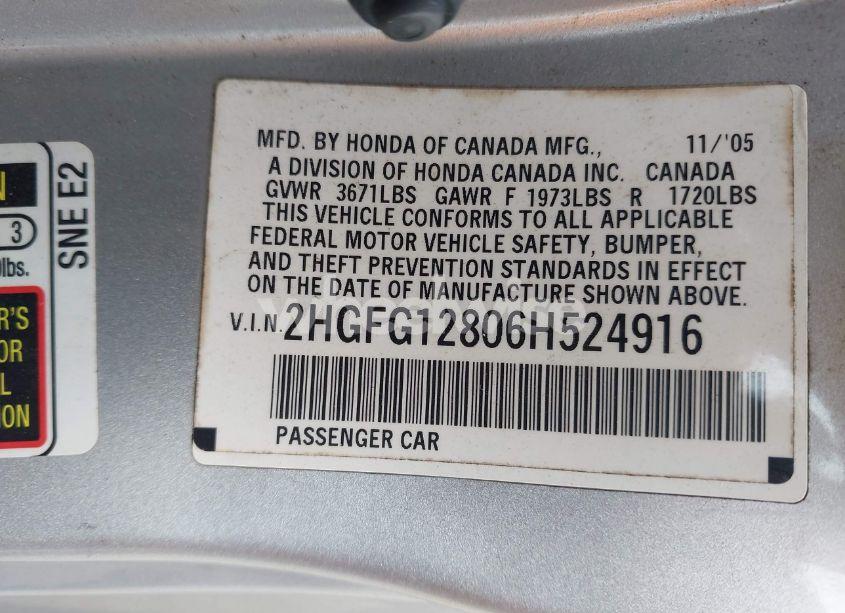 MFD. BY HONDA OF CANADA MFG., 11/'05
A DIVISION OF HONDA CANADA INC. CANADA
GVWR 3671LBS GAWR F 1973LBS R 1720LBS
THIS VEHICLE CONFORMS TO ALL APPLICABLE
FEDERAL MOTOR VEHICLE SAFETY, BUMPER,
AND THEFT PREVENTION STANDARDS IN EFFECT
ON THE DATE OF MANUFACTURE SHOWN ABOVE.
V.I.N. 2HGFG12806H524916
PASSENGER CAR
SNE E2
N
3
lbs.
R'S
OR
L
ION